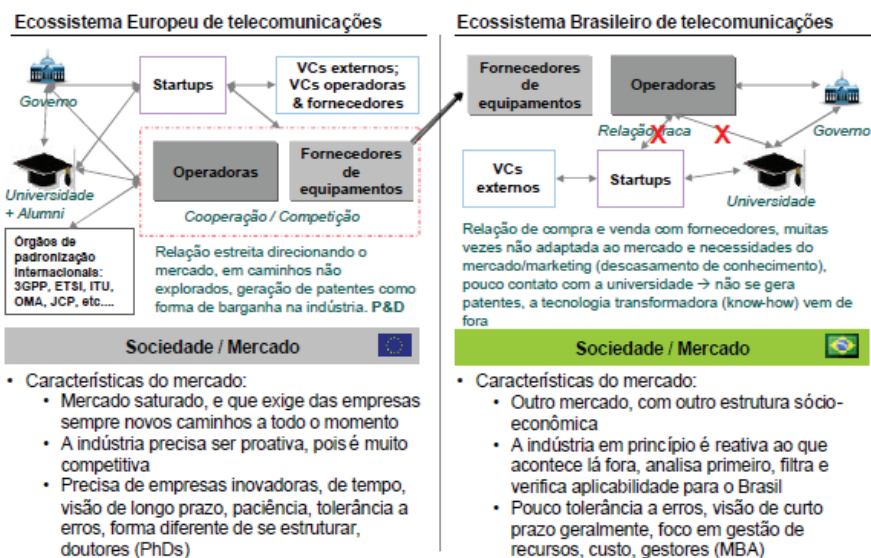 Ecossistema Europeu de telecomunicações
Governo
Startups
VCs externos;
VCs operadoras
& fornecedores
Universidade
+ Alumni
Operadoras
Fornecedores
de
equipamentos
Cooperação / Competição
Órgãos de
padronização
Internacionais:
3GPP, ETSI, ITU,
OMA, JCP, etc....
Relação estreita direcionando o
mercado, em caminhos não
explorados, geração de patentes como
forma de barganha na indústria. P&D
Sociedade / Mercado
• Características do mercado:
• Mercado saturado, e que exige das empresas
sempre novos caminhos a todo o momento
• A indústria precisa ser proativa, pois é muito
competitiva
• Precisa de empresas inovadoras, de tempo,
visão de longo prazo, paciência, tolerância a
erros, forma diferente de se estruturar,
doutores (PhDs)
Ecossistema Brasileiro de telecomunicações
Fornecedores
de
equipamentos
Operadoras
Governo
Relação fraca
X
X
VCs
externos
Startups
Universidade
Relação de compra e venda com fornecedores, muitas
vezes não adaptada ao mercado e necessidades do
mercado/marketing (descasamento de conhecimento),
pouco contato com a universidade → não se gera
patentes, a tecnologia transformadora (know-how) vem de
fora
Sociedade / Mercado
• Características do mercado:
• Outro mercado, com outro estrutura sócio-
econômica
• A indústria em princípio é reativa ao que
acontece lá fora, analisa primeiro, filtra e
verifica aplicabilidade para o Brasil
• Pouco tolerância a erros, visão de curto
prazo geralmente, foco em gestão de
recursos, custo, gestores (MBA)